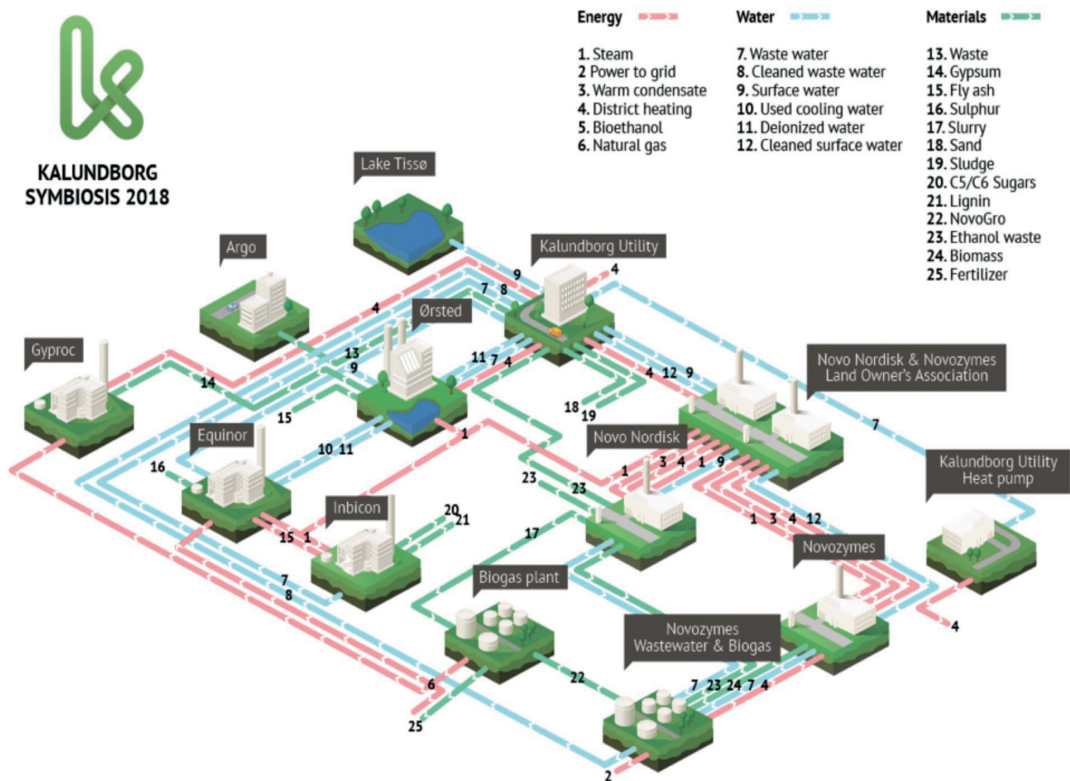 KALUNDBORG
SYMBIOSIS 2018
Energy
1. Steam
2 Power to grid
3. Warm condensate
4. District heating
5. Bioethanol
6. Natural gas
Water
7. Waste water
8. Cleaned waste water
9. Surface water
10. Used cooling water
11. Deionized water
12. Cleaned surface water
Materials
13. Waste
14. Gypsum
15. Fly ash
16. Sulphur
17. Slurry
18. Sand
19. Sludge
20. C5/C6 Sugars
21. Lignin
22. NovoGro
23. Ethanol waste
24. Biomass
25. Fertilizer
Lake Tissø
Argo
Kalundborg Utility
9
4
7 8
4
Ørsted
Gyproc
13
9
11 7 4
14
15
4 12 9
18
19
Novo Nordisk & Novozymes
Land Owner's Association
7
Equinor
10 11
1
Novo Nordisk
1 3 4 1 9
Kalundborg Utility
Heat pump
16
23
23
Inbicon
20
21
15 1
17
1 3 4 12
Novozymes
7
8
Biogas plant
4
Novozymes
Wastewater & Biogas
6
22
7 23 24 7 4
25
2